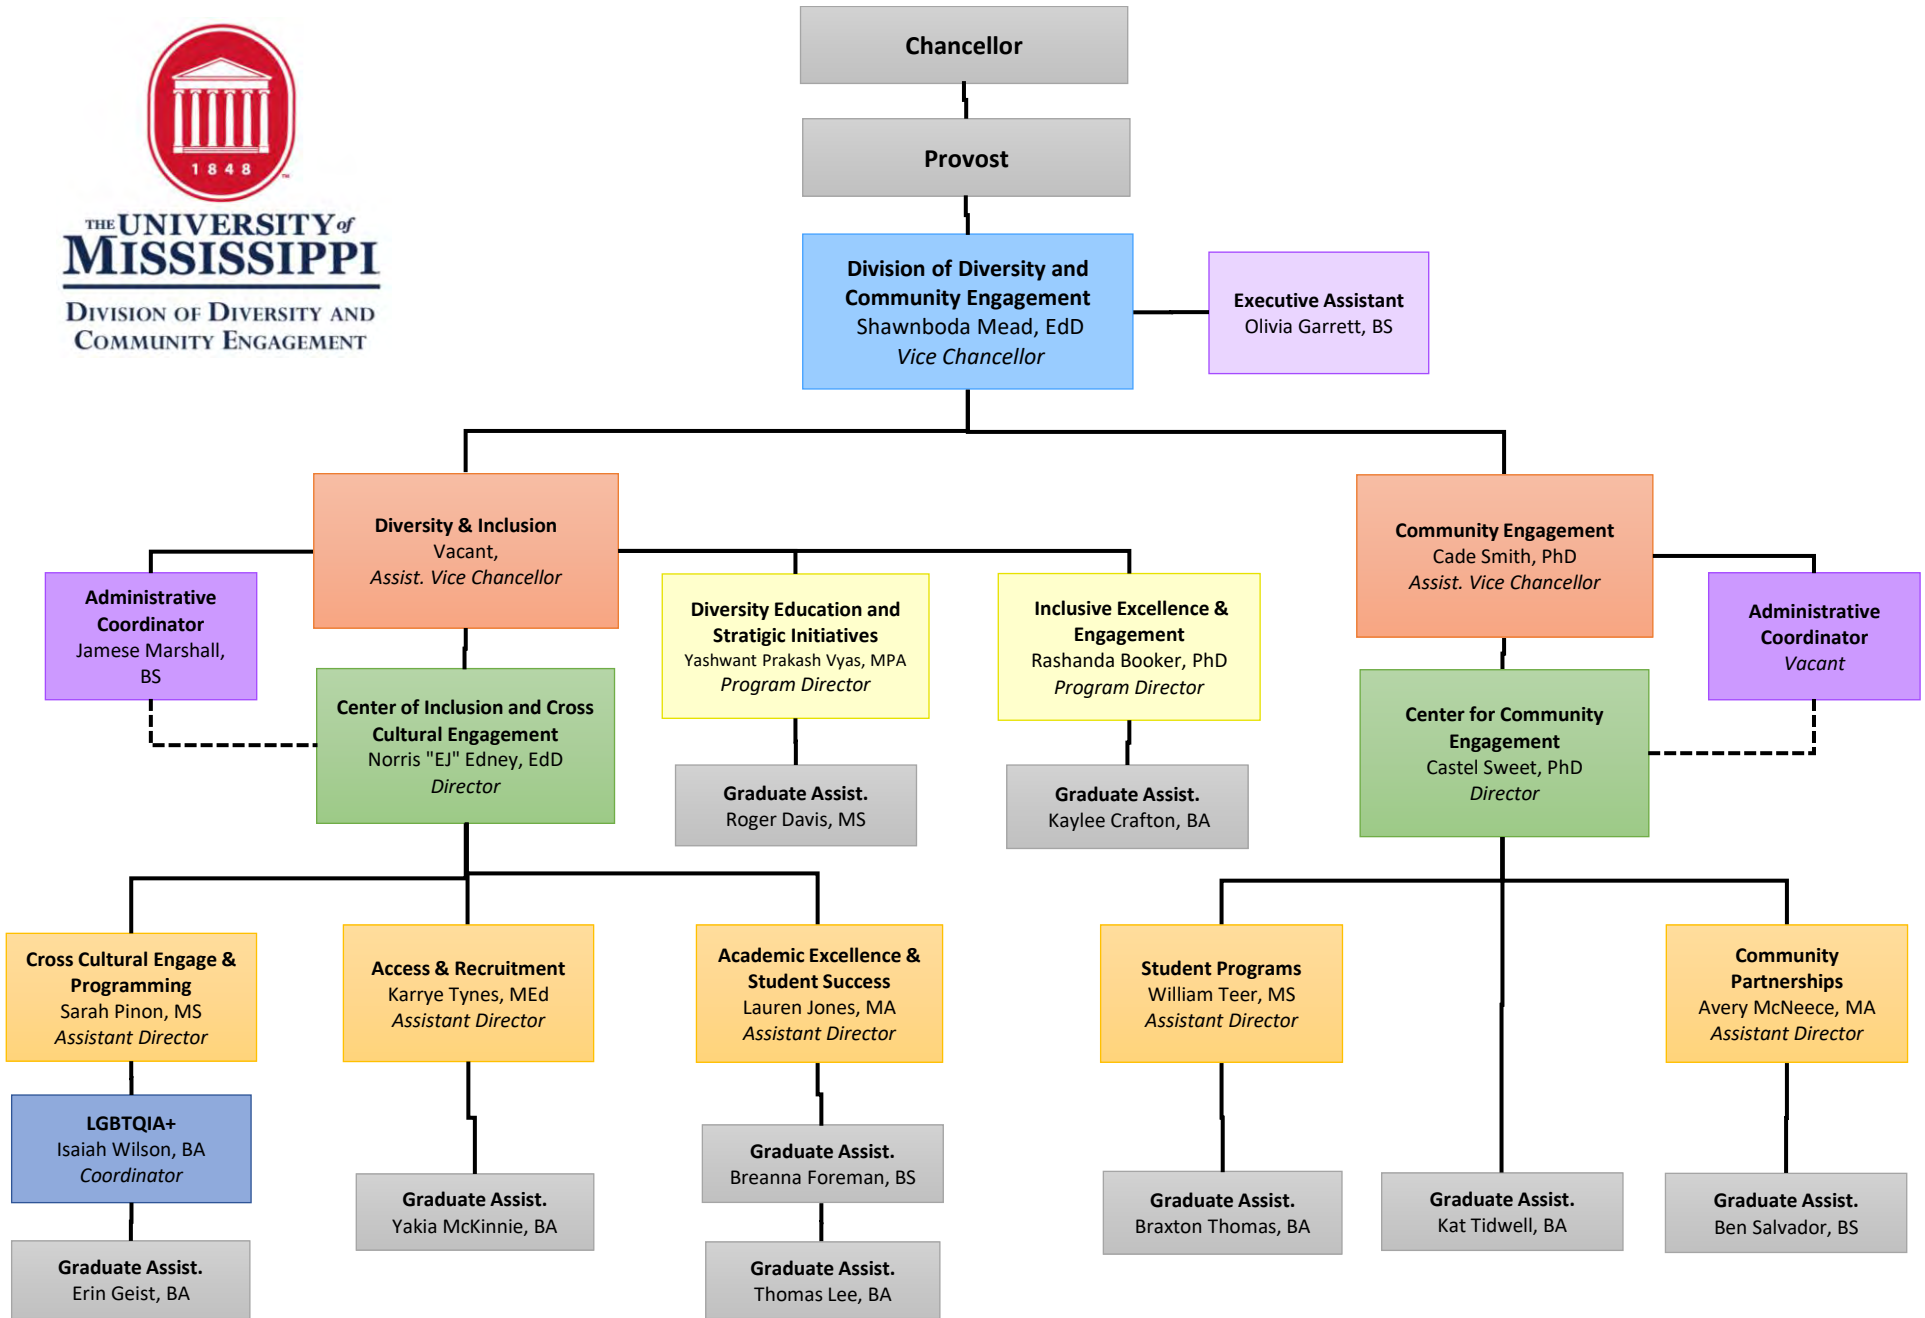 1848
™
THE UNIVERSITY of
MISSISSIPPI
DIVISION OF DIVERSITY AND
COMMUNITY ENGAGEMENT
Chancellor
Provost
Division of Diversity and
Community Engagement
Shawnboda Mead, EdD
Vice Chancellor
Executive Assistant
Olivia Garrett, BS
Diversity & Inclusion
Vacant,
Assist. Vice Chancellor
Community Engagement
Cade Smith, PhD
Assist. Vice Chancellor
Administrative
Coordinator
Jamese Marshall,
BS
Diversity Education and
Stratigic Initiatives
Yashwant Prakash Vyas, MPA
Program Director
Inclusive Excellence &
Engagement
Rashanda Booker, PhD
Program Director
Administrative
Coordinator
Vacant
Center of Inclusion and Cross
Cultural Engagement
Norris "EJ" Edney, EdD
Director
Center for Community
Engagement
Castel Sweet, PhD
Director
Graduate Assist.
Roger Davis, MS
Graduate Assist.
Kaylee Crafton, BA
Cross Cultural Engage &
Programming
Sarah Pinon, MS
Assistant Director
Access & Recruitment
Karrye Tynes, MEd
Assistant Director
Academic Excellence &
Student Success
Lauren Jones, MA
Assistant Director
Student Programs
William Teer, MS
Assistant Director
Community
Partnerships
Avery McNeece, MA
Assistant Director
LGBTQIA+
Isaiah Wilson, BA
Coordinator
Graduate Assist.
Breanna Foreman, BS
Graduate Assist.
Yakia McKinnie, BA
Graduate Assist.
Braxton Thomas, BA
Graduate Assist.
Kat Tidwell, BA
Graduate Assist.
Ben Salvador, BS
Graduate Assist.
Erin Geist, BA
Graduate Assist.
Thomas Lee, BA